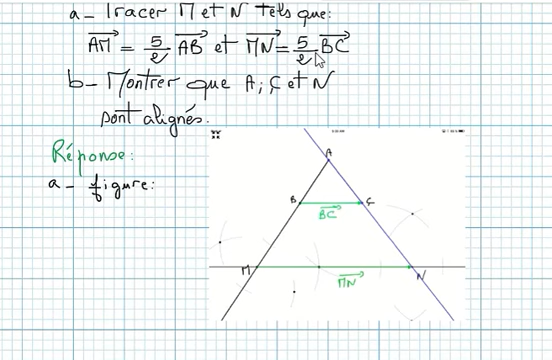 a - Tracer M et N tels que:
AM = 5/2 AB et MN = 5/2 BC
b - Montrer que A, C et N
sont alignés.
Réponse:
a - figure:
A
B C
BC
M N
MN